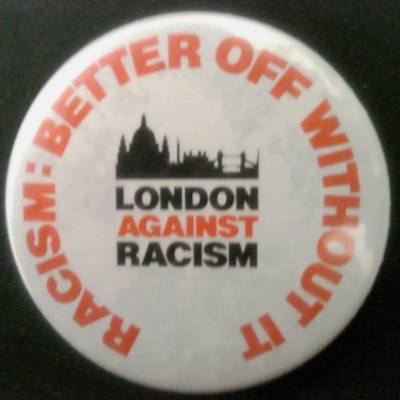 RACISM: BETTER OFF WITHOUT IT
LONDON
AGAINST
RACISM